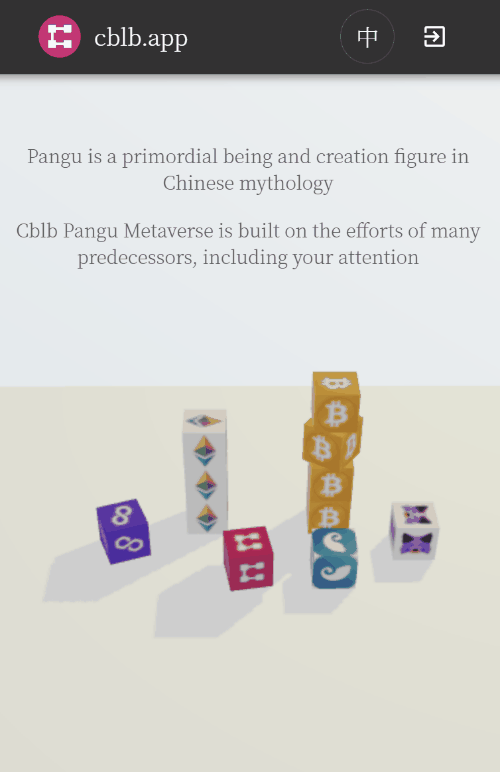 cblb.app
中
Pangu is a primordial being and creation figure in
Chinese mythology
Cblb Pangu Metaverse is built on the efforts of many
predecessors, including your attention